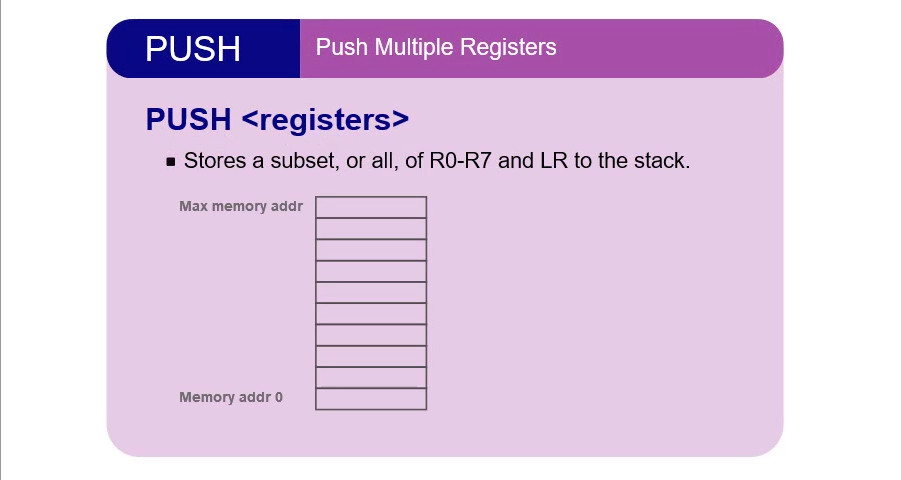 PUSH
Push Multiple Registers
PUSH <registers>
Stores a subset, or all, of R0-R7 and LR to the stack.
Max memory addr
Memory addr 0